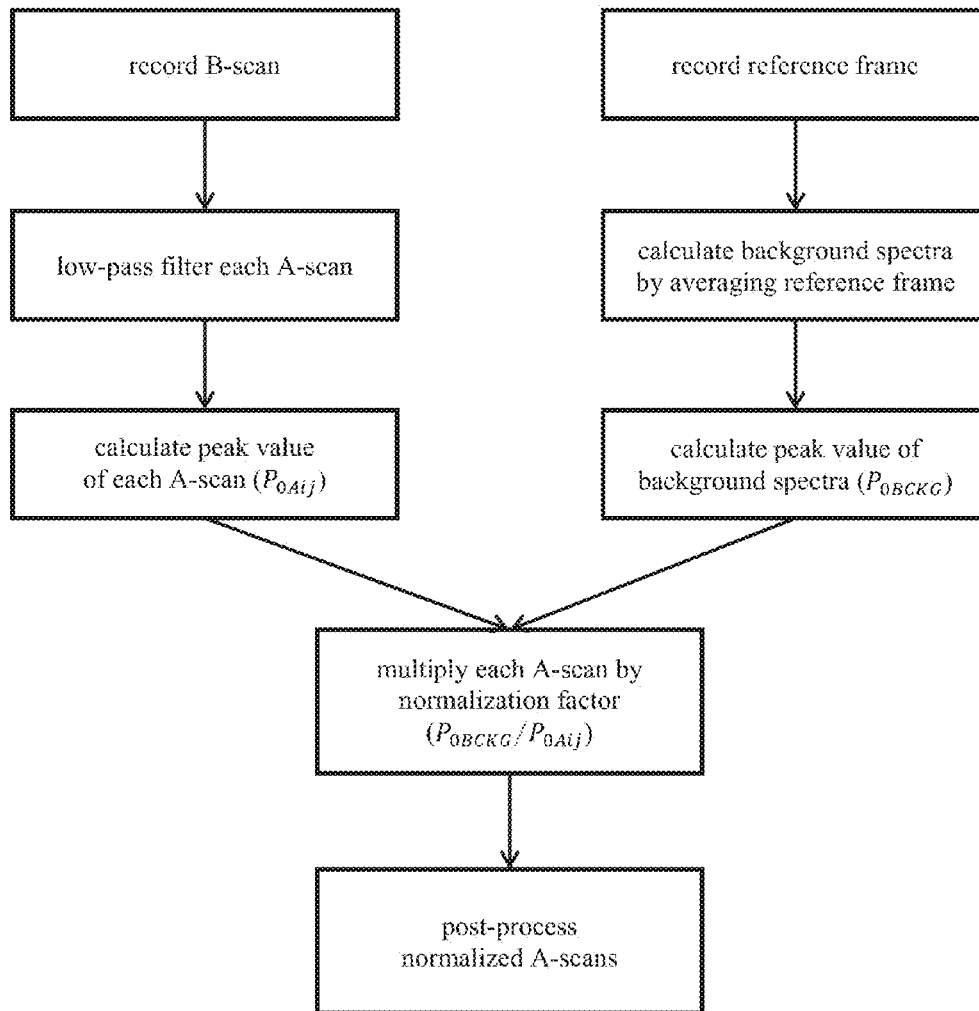 record B-scan
record reference frame
low-pass filter each A-scan
calculate background spectra
by averaging reference frame
calculate peak value
of each A-scan (P₀Aij)
calculate peak value of
background spectra (P₀BCKG)
multiply each A-scan by
normalization factor
(P₀BCKG/P₀Aij)
post-process
normalized A-scans